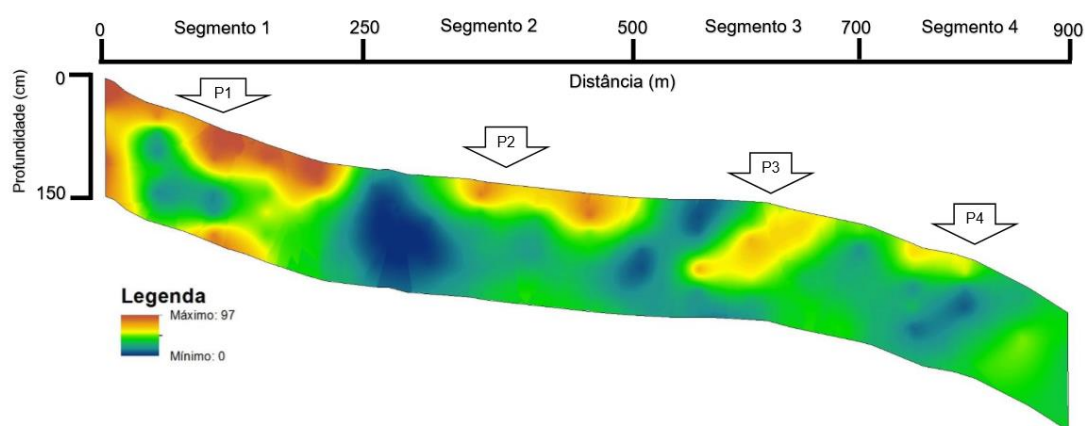 0 Segmento 1 250 Segmento 2 500 Segmento 3 700 Segmento 4 900
Distância (m)
Profundidade (cm)
0
150
P1
P2
P3
P4
Legenda
Máximo: 97
Mínimo: 0